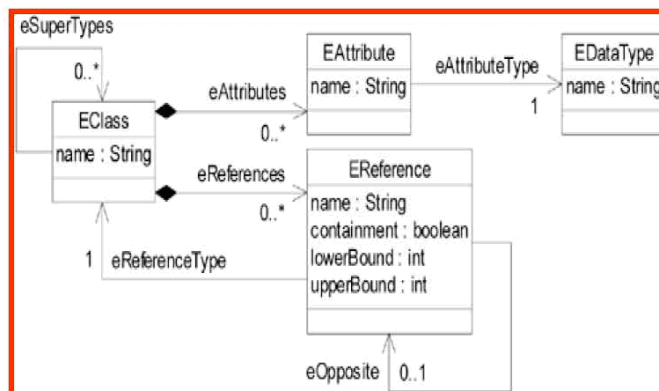 eSuperTypes
0..*
EClass
name : String
eAttributes
0..*
EAttribute
name : String
eAttributeType
1
EDataType
name : String
eReferences
0..*
EReference
name : String
containment : boolean
lowerBound : int
upperBound : int
1
eReferenceType
eOpposite
0..1